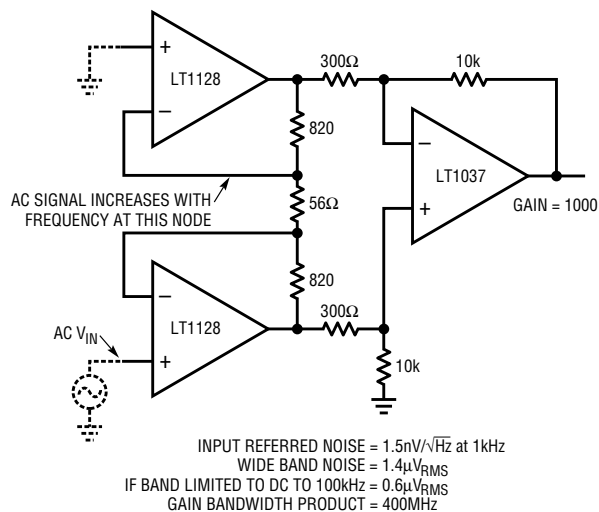 300Ω
10k
+
LT1128
−
820
AC SIGNAL INCREASES WITH
FREQUENCY AT THIS NODE
56Ω
−
LT1037
+
GAIN = 1000
820
−
LT1128
+
300Ω
AC VIN
10k
INPUT REFERRED NOISE = 1.5nV/√Hz at 1kHz
WIDE BAND NOISE = 1.4µVRMS
IF BAND LIMITED TO DC TO 100kHz = 0.6µVRMS
GAIN BANDWIDTH PRODUCT = 400MHz